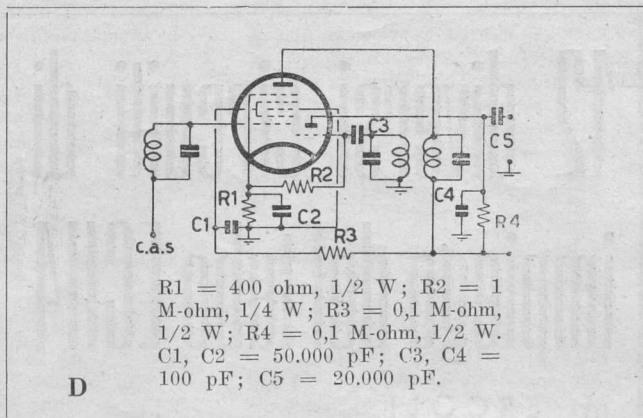 C3
C5
R2
R1
C4
C1
C2
R4
R3
c.a.s
R1 = 400 ohm, 1/2 W; R2 = 1
M-ohm, 1/4 W; R3 = 0,1 M-ohm,
1/2 W; R4 = 0,1 M-ohm, 1/2 W.
C1, C2 = 50.000 pF; C3, C4 =
100 pF; C5 = 20.000 pF.
D